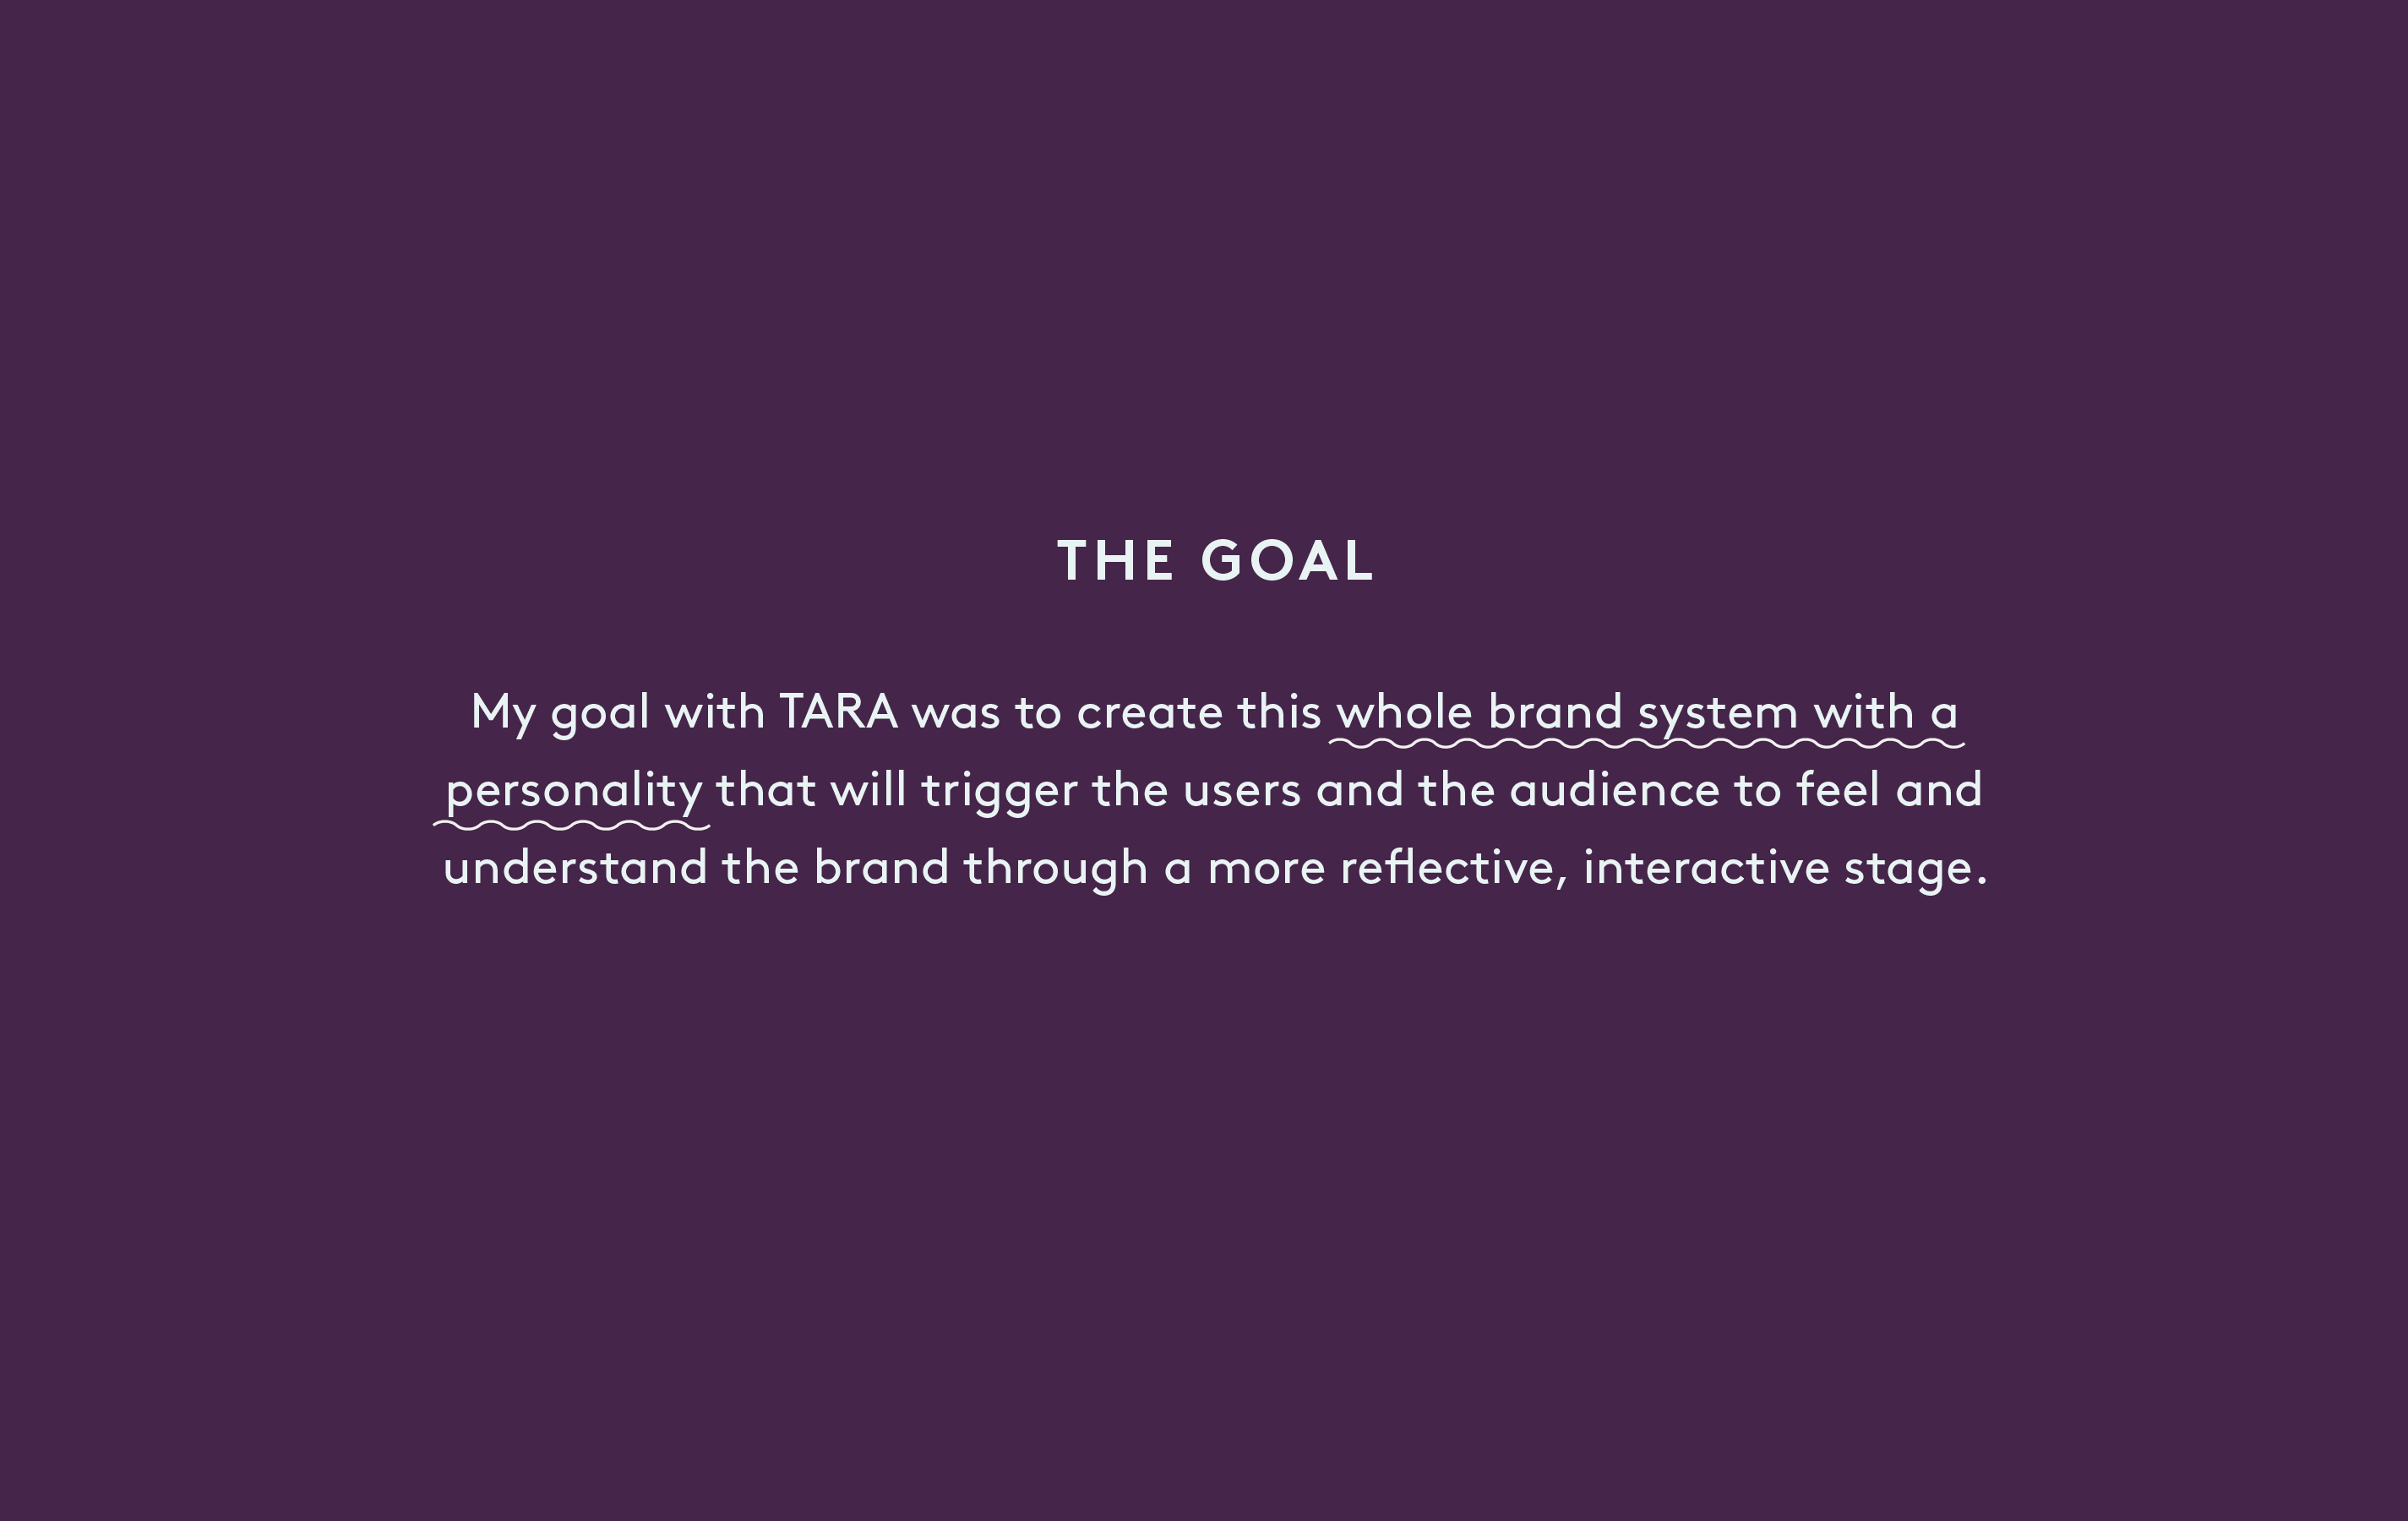 THE GOAL
My goal with TARA was to create this whole brand system with a
personality that will trigger the users and the audience to feel and
understand the brand through a more reflective, interactive stage.